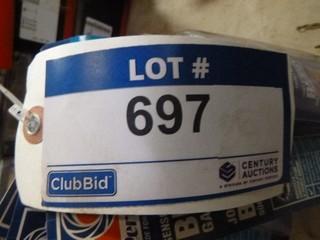 LOT #
697
ClubBid
CENTURY
AUCTIONS